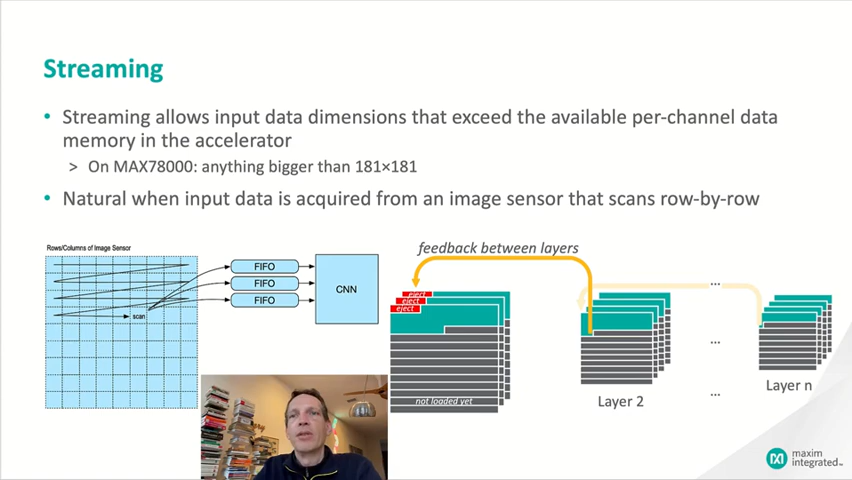 Streaming
• Streaming allows input data dimensions that exceed the available per-channel data
memory in the accelerator
> On MAX78000: anything bigger than 181×181
• Natural when input data is acquired from an image sensor that scans row-by-row
Rows/Columns of Image Sensor
scan
FIFO
FIFO
FIFO
CNN
feedback between layers
eject
eject
eject
not loaded yet
...
...
...
Layer 2
Layer n
maxim
integrated™